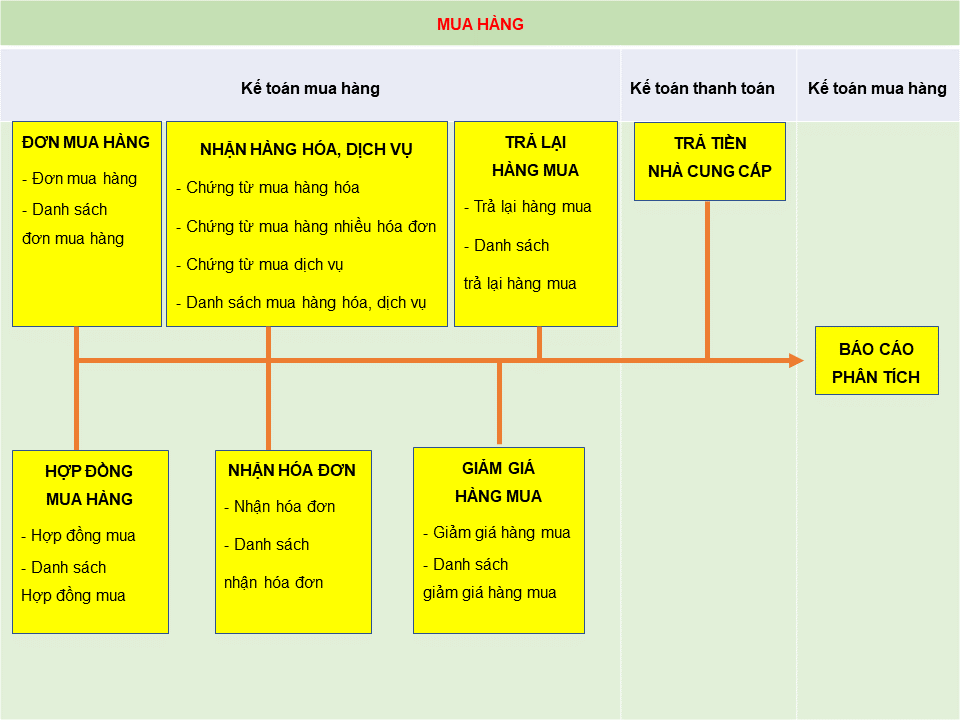 MUA HÀNG
Kế toán mua hàng
Kế toán thanh toán
Kế toán mua hàng
ĐƠN MUA HÀNG
- Đơn mua hàng
- Danh sách
đơn mua hàng
NHẬN HÀNG HÓA, DỊCH VỤ
- Chứng từ mua hàng hóa
- Chứng từ mua hàng nhiều hóa đơn
- Chứng từ mua dịch vụ
- Danh sách mua hàng hóa, dịch vụ
TRẢ LẠI
HÀNG MUA
- Trả lại hàng mua
- Danh sách
trả lại hàng mua
TRẢ TIỀN
NHÀ CUNG CẤP
BÁO CÁO
PHÂN TÍCH
HỢP ĐỒNG
MUA HÀNG
- Hợp đồng mua
- Danh sách
Hợp đồng mua
NHẬN HÓA ĐƠN
- Nhận hóa đơn
- Danh sách
nhận hóa đơn
GIẢM GIÁ
HÀNG MUA
- Giảm giá hàng mua
- Danh sách
giảm giá hàng mua